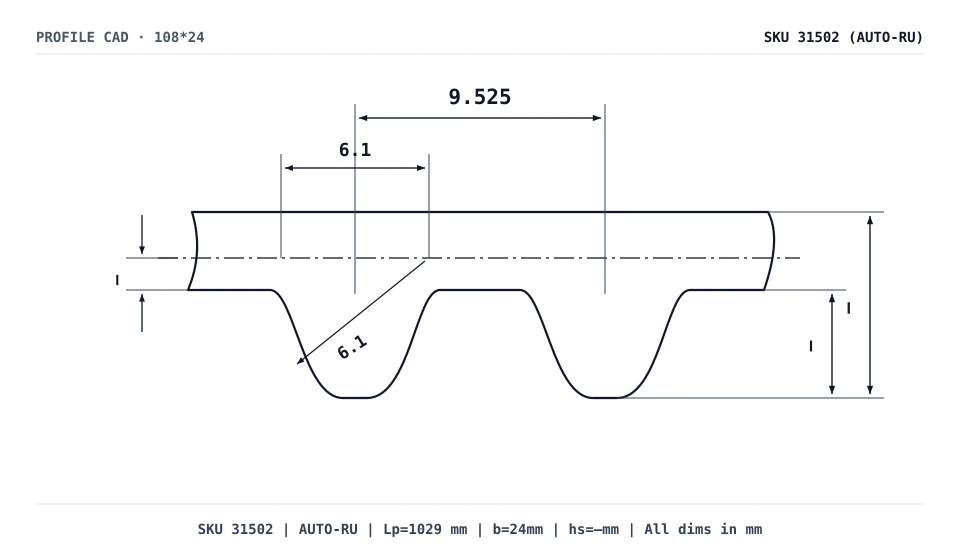 PROFILE CAD · 108*24
SKU 31502 (AUTO-RU)
9.525
6.1
–
6.1
–
–
SKU 31502 | AUTO-RU | Lp=1029 mm | b=24mm | hs=—mm | All dims in mm